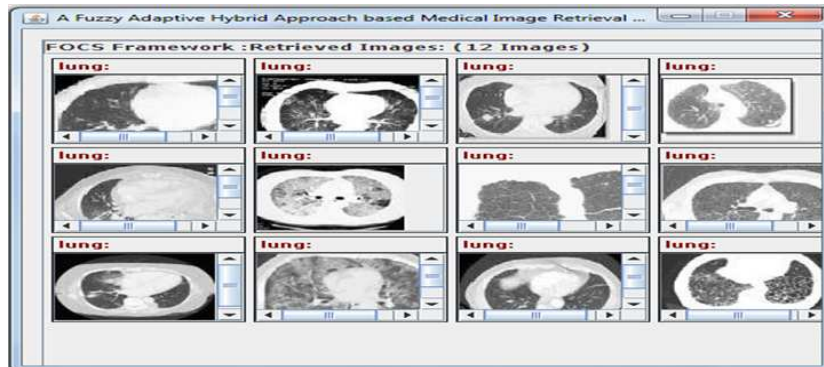 A Fuzzy Adaptive Hybrid Approach based Medical Image Retrieval ...
FOCS Framework :Retrieved Images: (12 Images)
lung: lung: lung: lung:
lung: lung: lung: lung:
lung: lung: lung: lung: